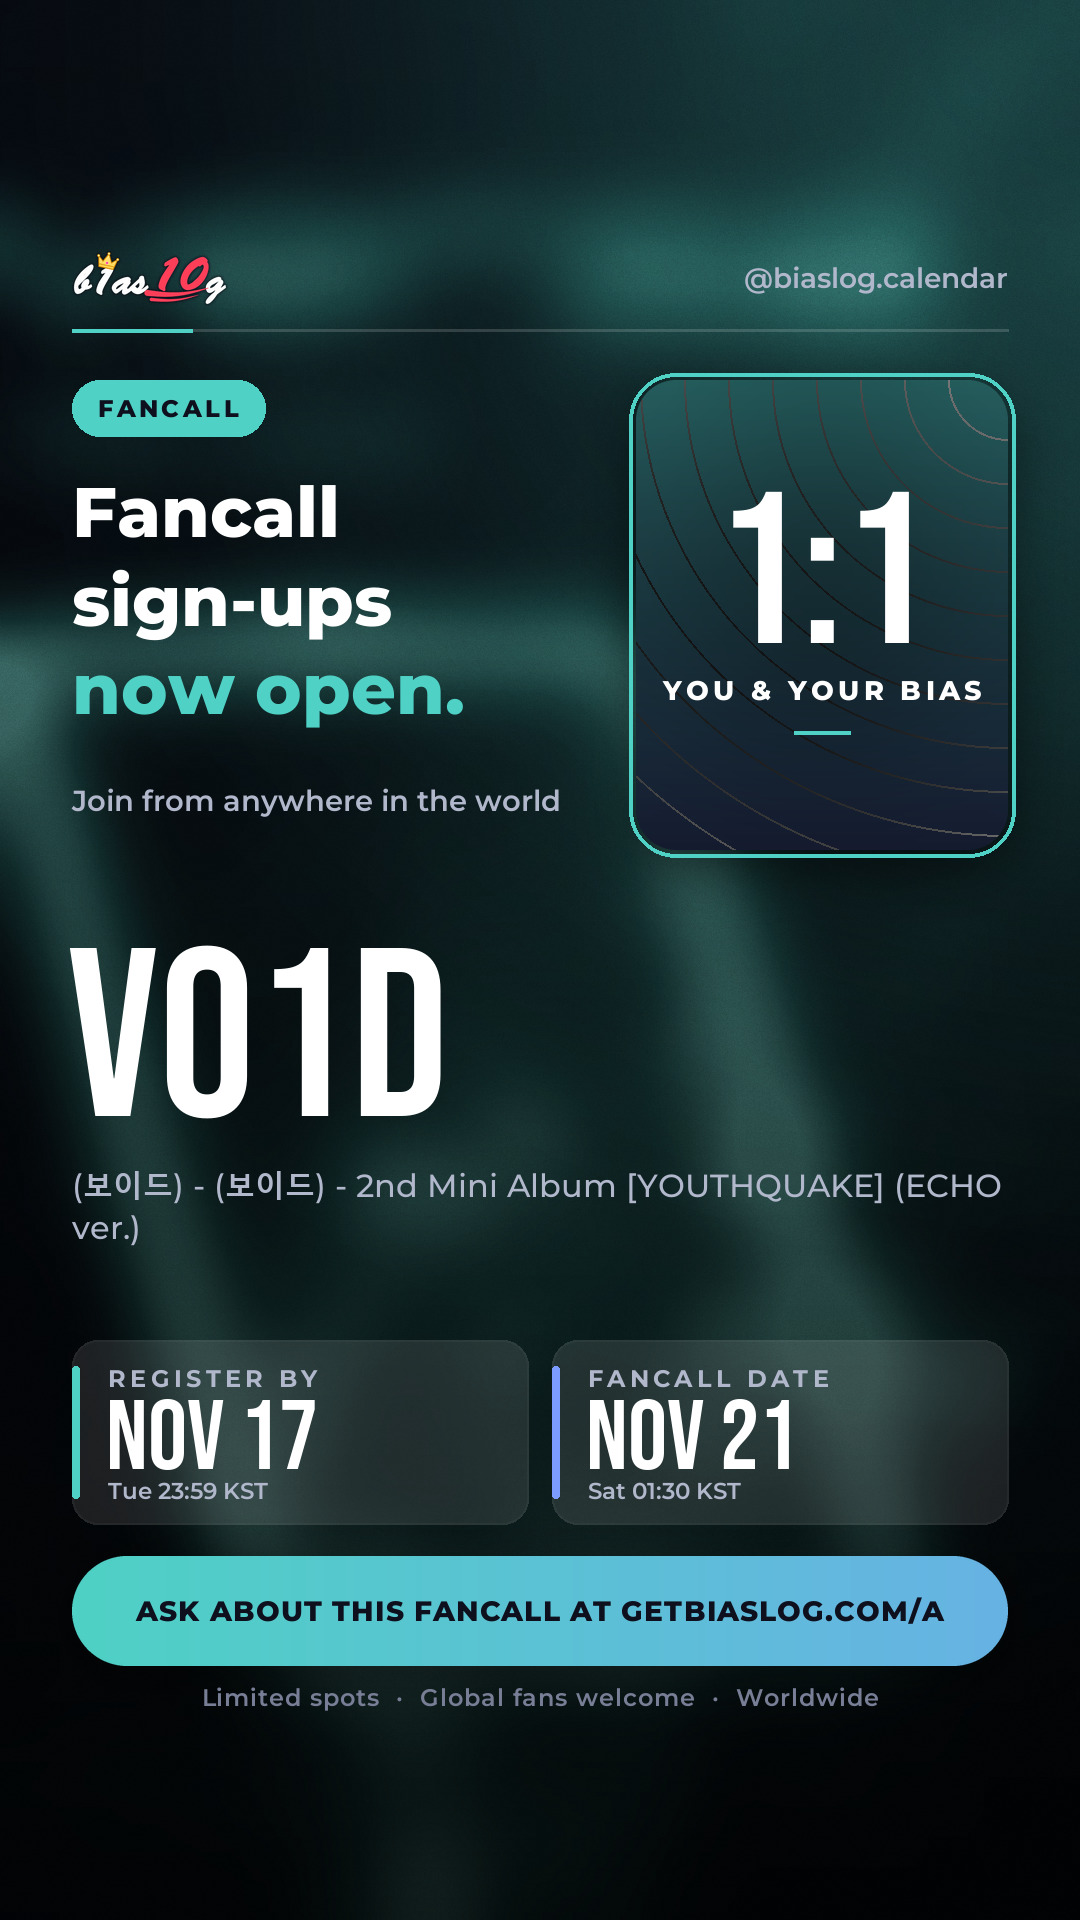 b1as10g
@biaslog.calendar
FANCALL
Fancall
sign-ups
now open.
Join from anywhere in the world
1:1
YOU & YOUR BIAS
V01D
(보이드) - (보이드) - 2nd Mini Album [YOUTHQUAKE] (ECHO
ver.)
REGISTER BY
NOV 17
Tue 23:59 KST
FANCALL DATE
NOV 21
Sat 01:30 KST
ASK ABOUT THIS FANCALL AT GETBIASLOG.COM/A
Limited spots · Global fans welcome · Worldwide